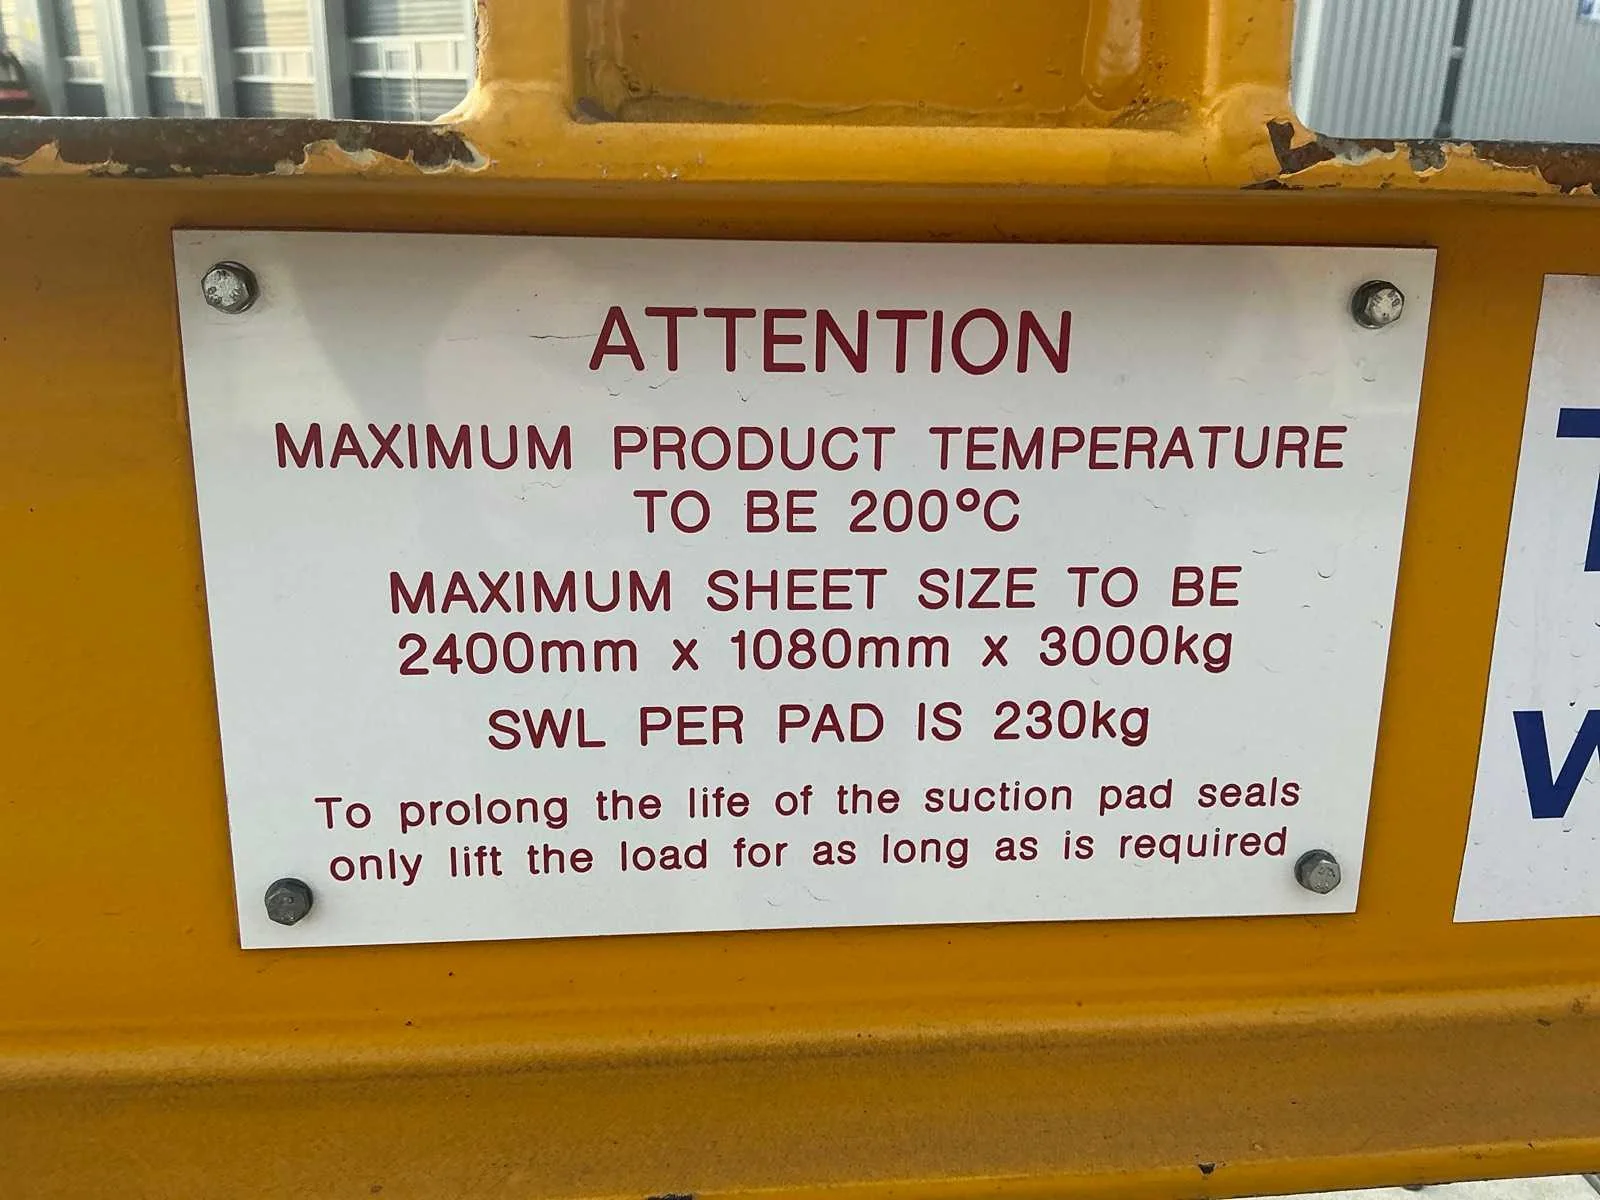 ATTENTION
MAXIMUM PRODUCT TEMPERATURE
TO BE 200°C
MAXIMUM SHEET SIZE TO BE
2400mm x 1080mm x 3000kg
SWL PER PAD IS 230kg
To prolong the life of the suction pad seals
only lift the load for as long as is required